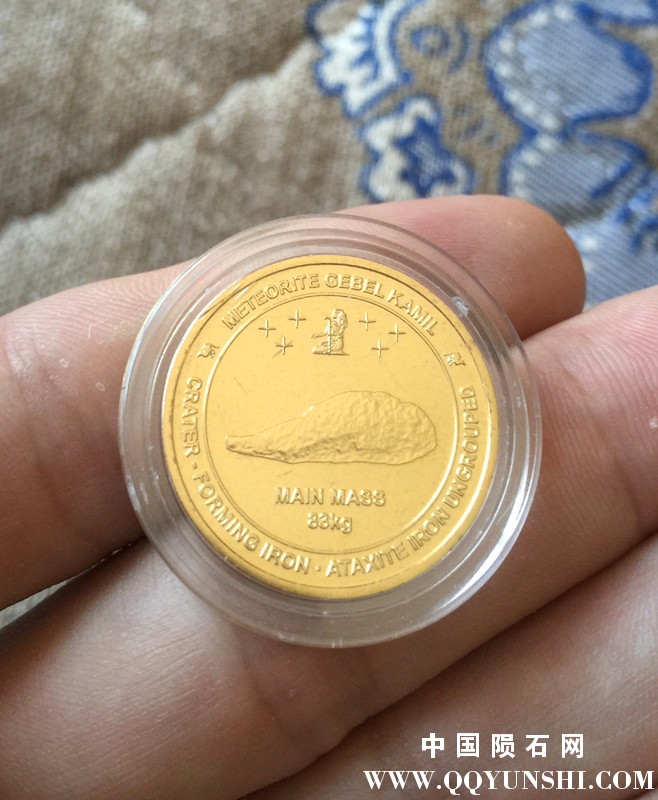 METEORITE GEBEL KAMIL
CRATER - FORMING IRON · ATAXITE IRON UNGROUPED
MAIN MASS
83kg
中国陨石网
WWW.QQYUNSHI.COM